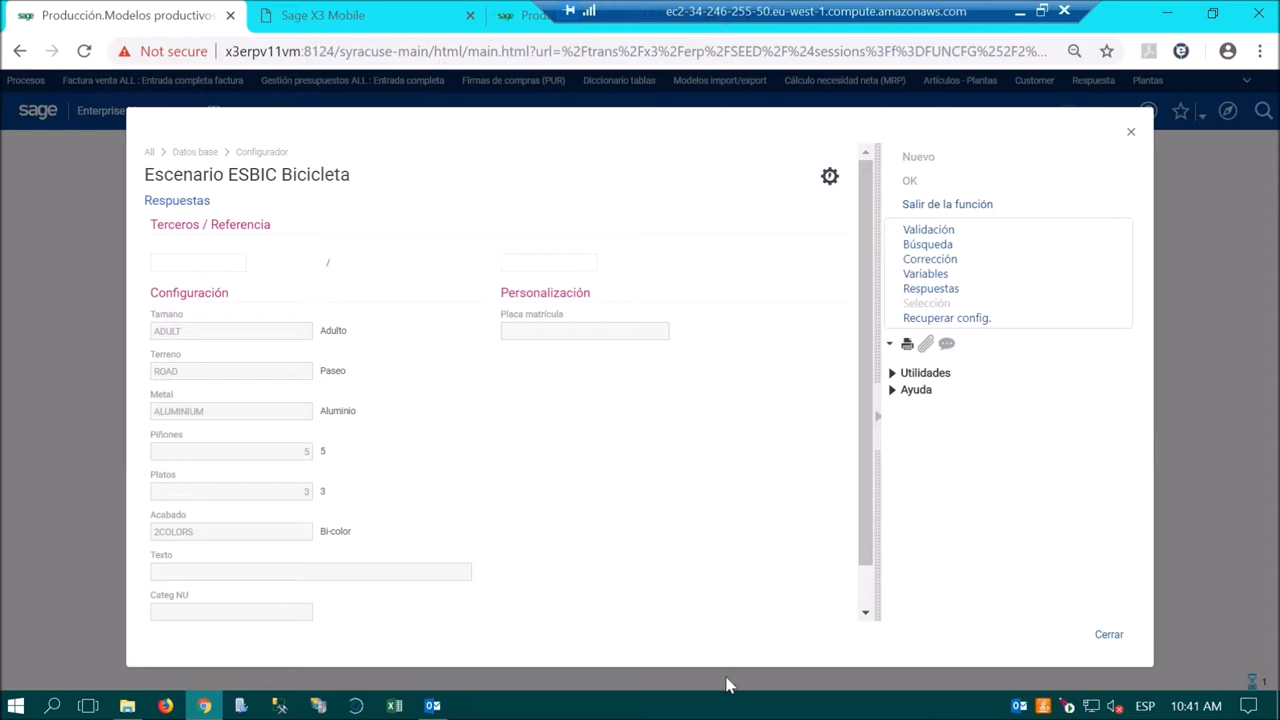 Producción.Modelos productivos
Sage X3 Mobile
ec2-34-246-255-50.eu-west-1.compute.amazonaws.com
Not secure
x3erpv11vm:8124/syracuse-main/html/main.html?url=%2Ftrans%2Fx3%2Ferp%2FSEED%2F%24sessions%3Ff%3DFUNCFG%252F2%...
Procesos
Factura venta ALL : Entrada completa factura
Gestión presupuestos ALL : Entrada completa
Firmas de compras (PUR)
Diccionario tablas
Modelos import/export
Cálculo necesidad neta (MRP)
Artículos - Plantas
Customer
Respuesta
Plantas
sage
Enterprise
All
Datos base
Configurador
Escenario ESBIC Bicicleta
Respuestas
Terceros / Referencia
/
Configuración
Personalización
Tamano
Placa matrícula
ADULT
Adulto
Terreno
ROAD
Paseo
Metal
ALUMINIUM
Aluminio
Piñones
5
5
Platos
3
3
Acabado
2COLORS
Bi-color
Texto
Categ NU
Nuevo
OK
Salir de la función
Validación
Búsqueda
Corrección
Variables
Respuestas
Selección
Recuperar config.
Utilidades
Ayuda
Cerrar
1
ESP
10:41 AM